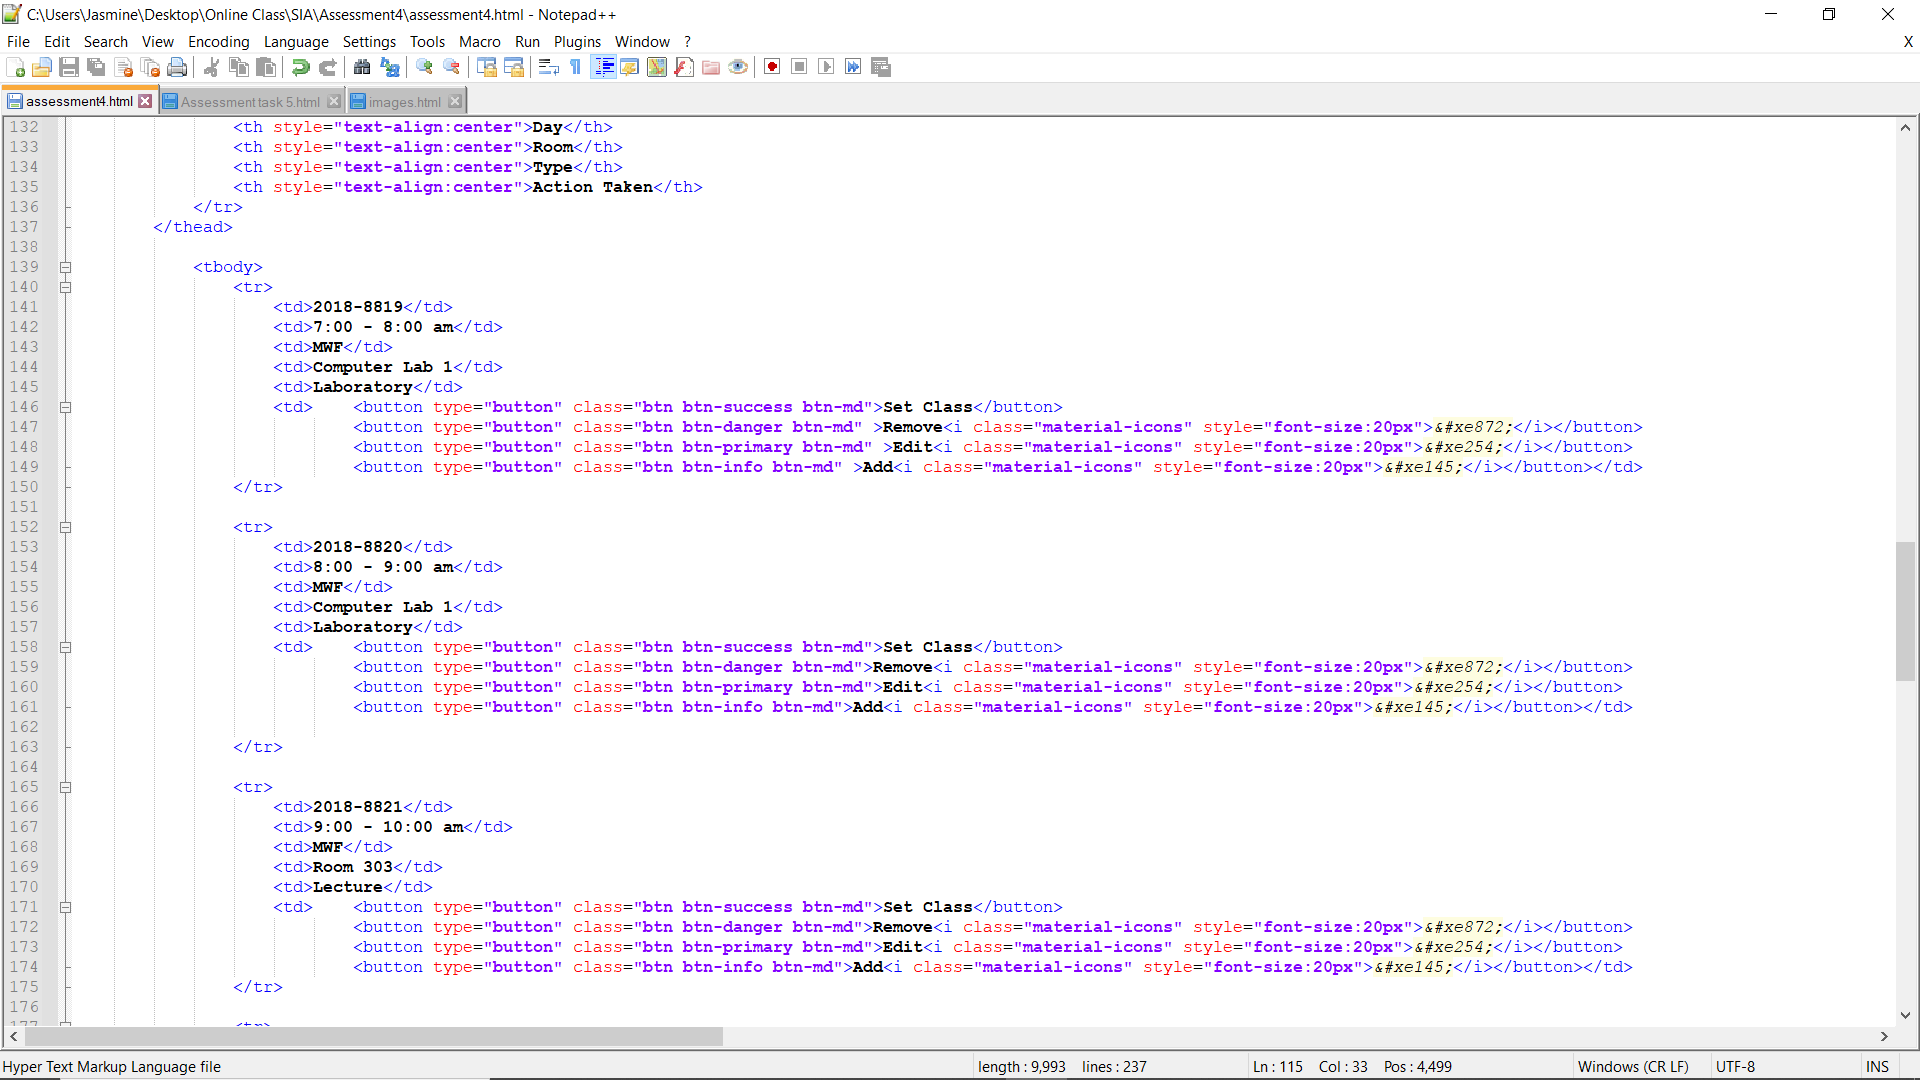 C:\Users\Jasmine\Desktop\Online Class\SIA\Assessment4\assessment4.html - Notepad++
File Edit Search View Encoding Language Settings Tools Macro Run Plugins Window ? X
assessment4.html Assessment task 5.html images.html
132 <th style="text-align:center">Day</th>
133 <th style="text-align:center">Room</th>
134 <th style="text-align:center">Type</th>
135 <th style="text-align:center">Action Taken</th>
136 </tr>
137 </thead>
138
139 <tbody>
140 <tr>
141 <td>2018-8819</td>
142 <td>7:00 - 8:00 am</td>
143 <td>MWF</td>
144 <td>Computer Lab 1</td>
145 <td>Laboratory</td>
146 <td> <button type="button" class="btn btn-success btn-md">Set Class</button>
147 <button type="button" class="btn btn-danger btn-md" >Remove<i class="material-icons" style="font-size:20px">&#xe872;</i></button>
148 <button type="button" class="btn btn-primary btn-md" >Edit<i class="material-icons" style="font-size:20px">&#xe254;</i></button>
149 <button type="button" class="btn btn-info btn-md" >Add<i class="material-icons" style="font-size:20px">&#xe145;</i></button></td>
150 </tr>
151
152 <tr>
153 <td>2018-8820</td>
154 <td>8:00 - 9:00 am</td>
155 <td>MWF</td>
156 <td>Computer Lab 1</td>
157 <td>Laboratory</td>
158 <td> <button type="button" class="btn btn-success btn-md">Set Class</button>
159 <button type="button" class="btn btn-danger btn-md">Remove<i class="material-icons" style="font-size:20px">&#xe872;</i></button>
160 <button type="button" class="btn btn-primary btn-md">Edit<i class="material-icons" style="font-size:20px">&#xe254;</i></button>
161 <button type="button" class="btn btn-info btn-md">Add<i class="material-icons" style="font-size:20px">&#xe145;</i></button></td>
162
163 </tr>
164
165 <tr>
166 <td>2018-8821</td>
167 <td>9:00 - 10:00 am</td>
168 <td>MWF</td>
169 <td>Room 303</td>
170 <td>Lecture</td>
171 <td> <button type="button" class="btn btn-success btn-md">Set Class</button>
172 <button type="button" class="btn btn-danger btn-md">Remove<i class="material-icons" style="font-size:20px">&#xe872;</i></button>
173 <button type="button" class="btn btn-primary btn-md">Edit<i class="material-icons" style="font-size:20px">&#xe254;</i></button>
174 <button type="button" class="btn btn-info btn-md">Add<i class="material-icons" style="font-size:20px">&#xe145;</i></button></td>
175 </tr>
176
177 <tr>
Hyper Text Markup Language file length : 9,993 lines : 237 Ln : 115 Col : 33 Pos : 4,499 Windows (CR LF) UTF-8 INS